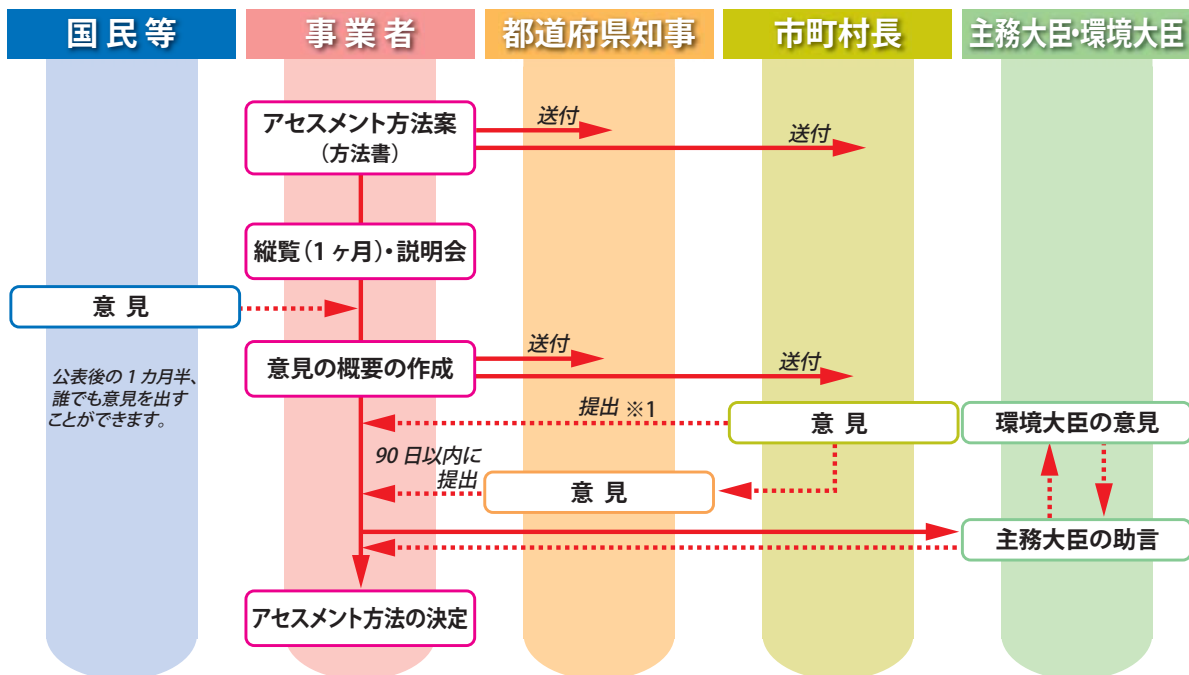 国民等
事業者
都道府県知事
市町村長
主務大臣・環境大臣
アセスメント方法案
（方法書）
送付
送付
縦覧（1ヶ月）・説明会
意見
公表後の1カ月半、
誰でも意見を出す
ことができます。
意見の概要の作成
送付
送付
提出 ※1
意見
環境大臣の意見
90日以内に
提出
意見
主務大臣の助言
アセスメント方法の決定